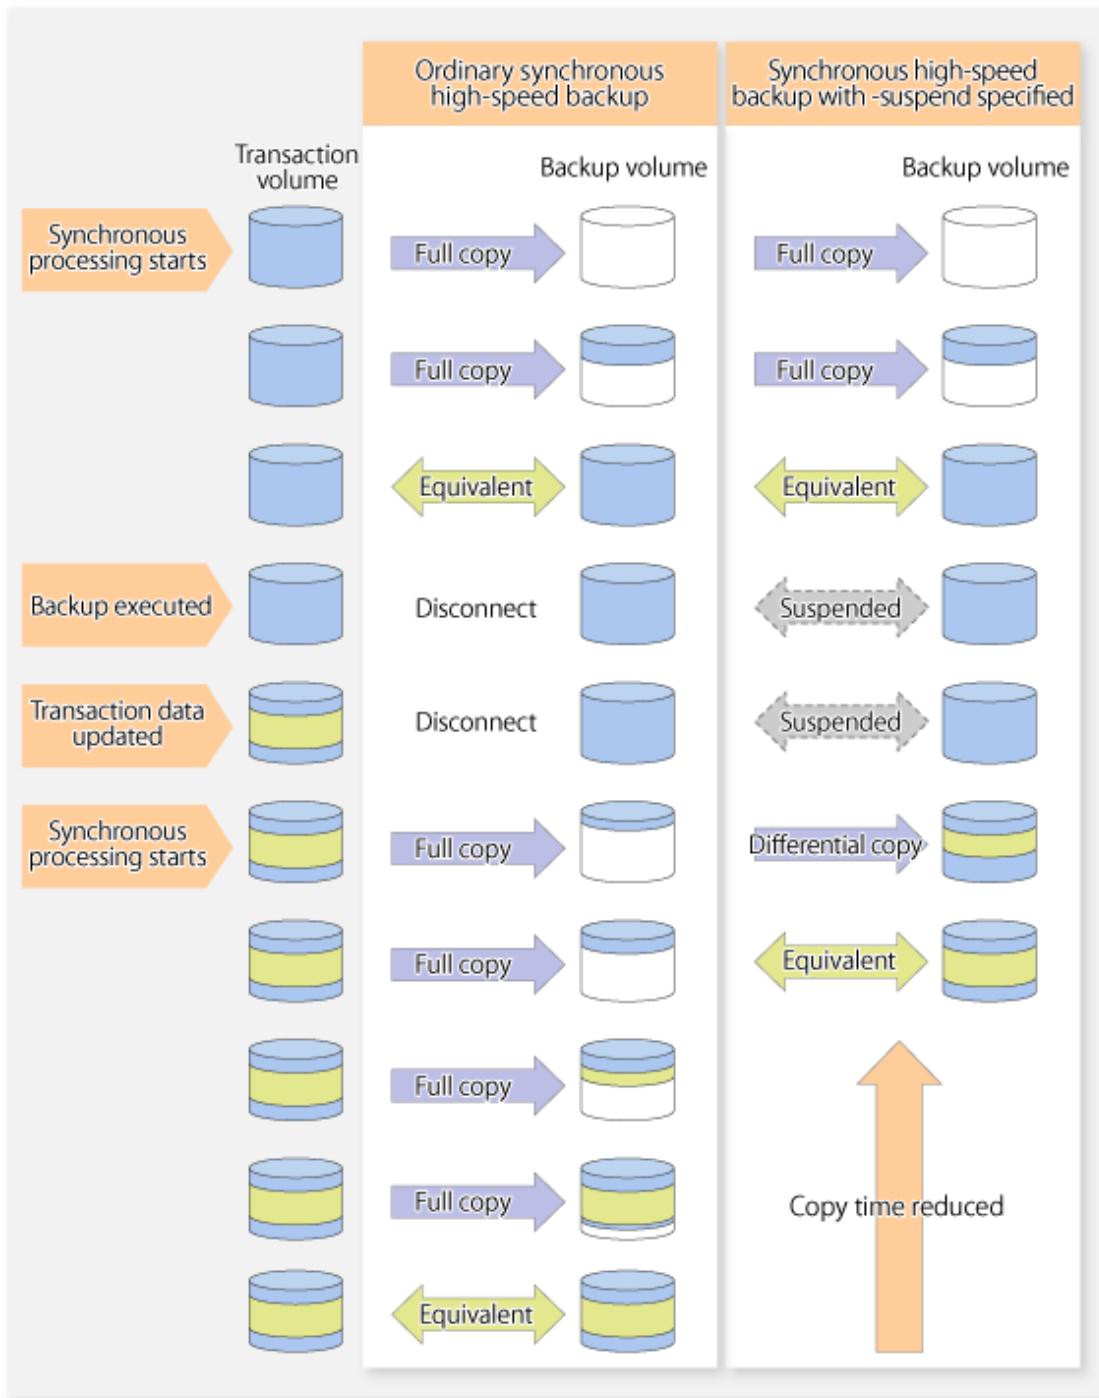 Ordinary synchronous
high-speed backup
Synchronous high-speed
backup with -suspend specified
Transaction
volume
Backup volume
Backup volume
Synchronous
processing starts
Full copy
Full copy
Full copy
Full copy
Equivalent
Equivalent
Backup executed
Disconnect
Suspended
Transaction data
updated
Disconnect
Suspended
Synchronous
processing starts
Full copy
Differential copy
Full copy
Equivalent
Full copy
Full copy
Copy time reduced
Equivalent